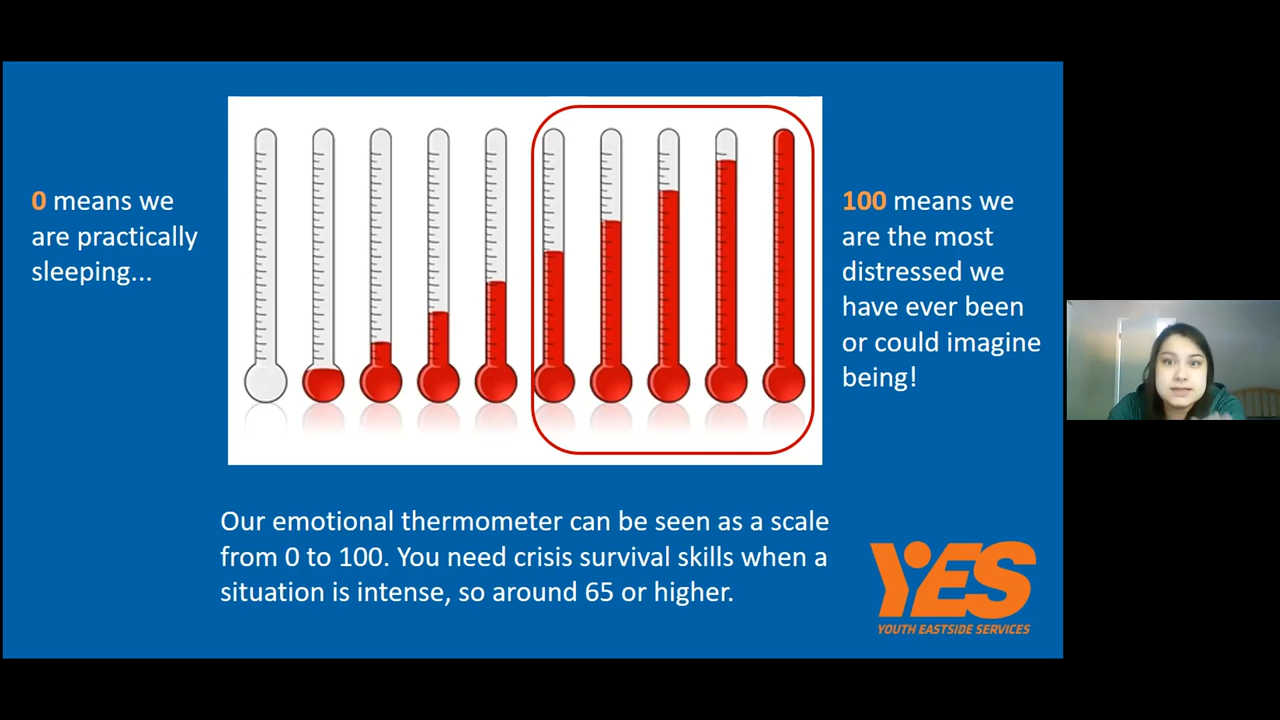 0 means we
are practically
sleeping...
100 means we
are the most
distressed we
have ever been
or could imagine
being!
Our emotional thermometer can be seen as a scale
from 0 to 100. You need crisis survival skills when a
situation is intense, so around 65 or higher.
YES
YOUTH EASTSIDE SERVICES